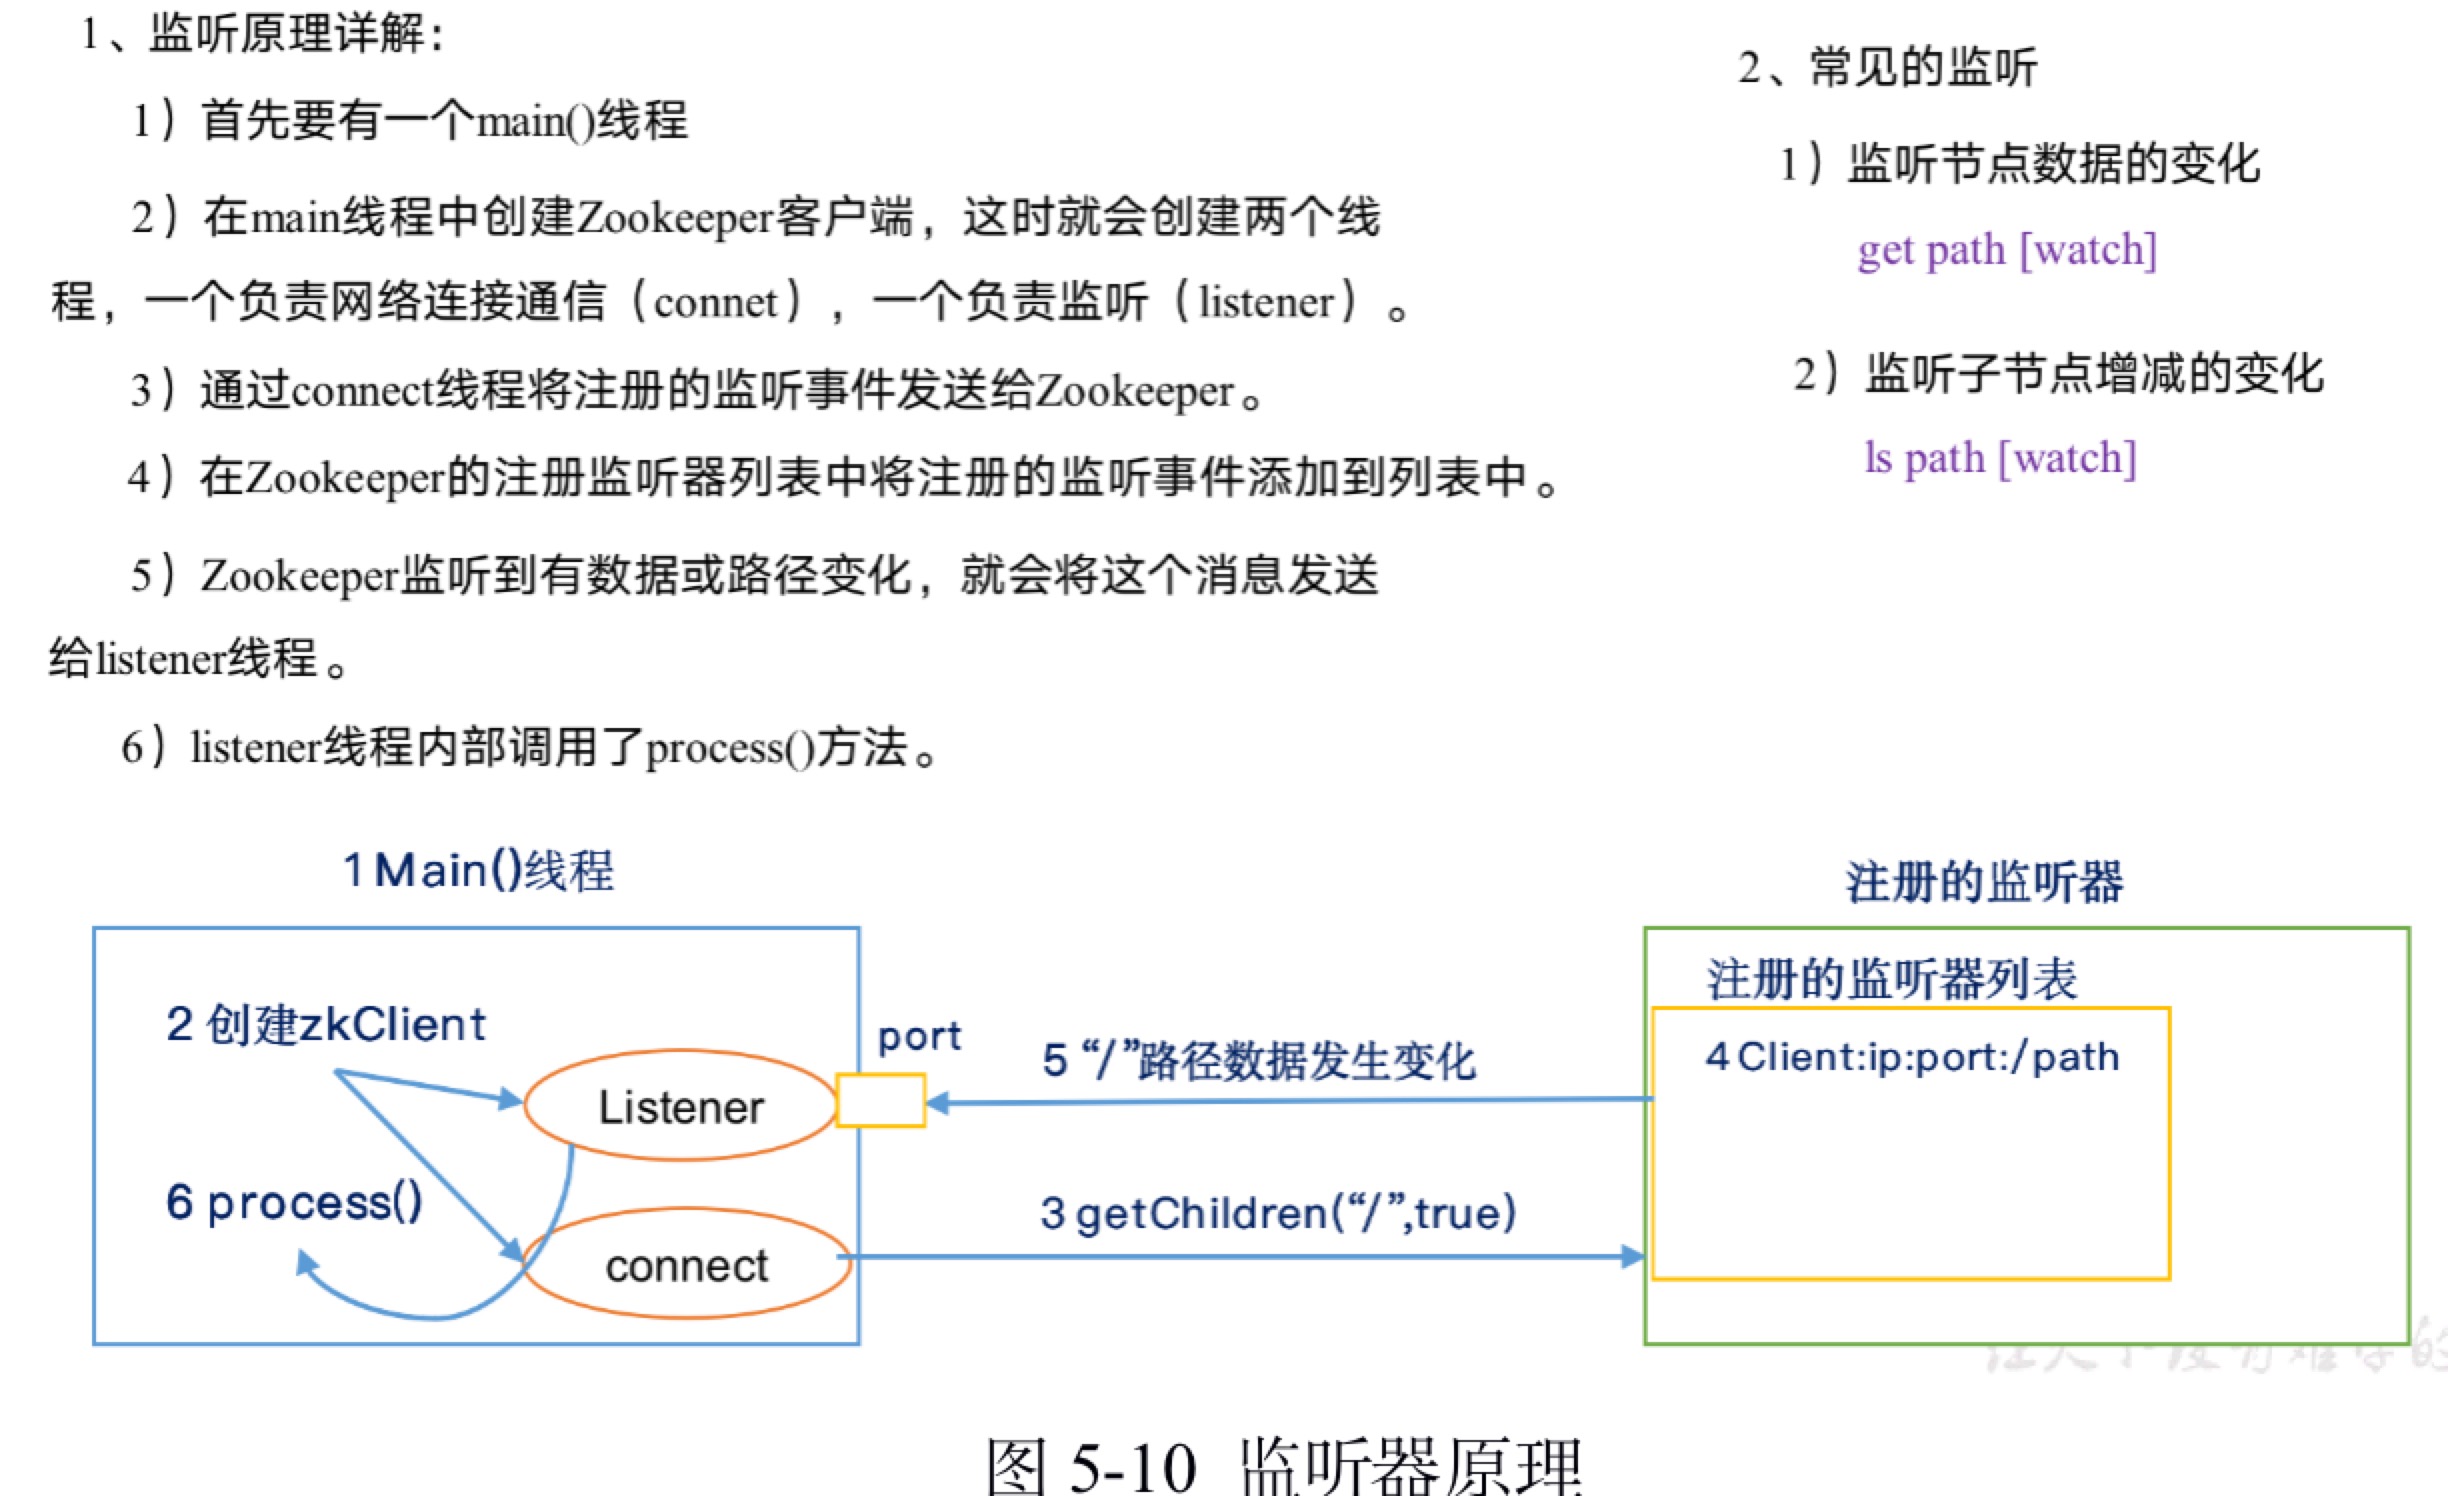 1、监听原理详解：
1）首先要有一个main()线程
2）在main线程中创建Zookeeper客户端，这时就会创建两个线
程，一个负责网络连接通信（connet），一个负责监听（listener）。
3）通过connect线程将注册的监听事件发送给Zookeeper。
4）在Zookeeper的注册监听器列表中将注册的监听事件添加到列表中。
5）Zookeeper监听到有数据或路径变化，就会将这个消息发送
给listener线程。
6）listener线程内部调用了process()方法。
2、常见的监听
1）监听节点数据的变化
get path [watch]
2）监听子节点增减的变化
ls path [watch]
1 Main()线程
2 创建zkClient
Listener
6 process()
connect
port
5 “/”路径数据发生变化
3 getChildren(“/”,true)
注册的监听器
注册的监听器列表
4 Client:ip:port:/path
图 5-10 监听器原理